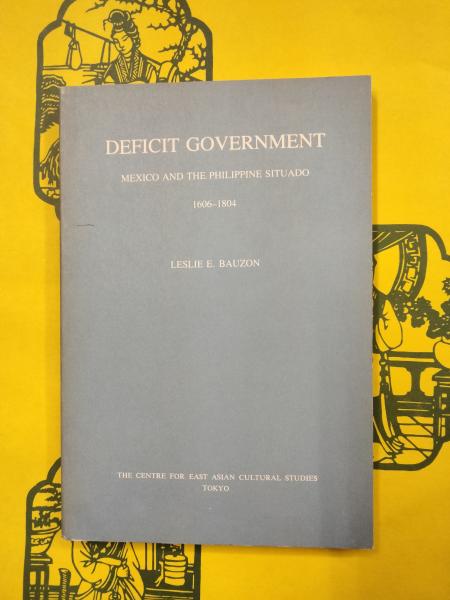 DEFICIT GOVERNMENT
MEXICO AND THE PHILIPPINE SITUADO
1606–1804
LESLIE E. BAUZON
THE CENTRE FOR EAST ASIAN CULTURAL STUDIES
TOKYO